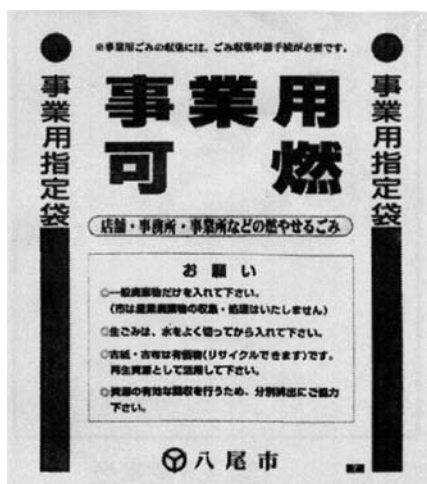 ※事業用ごみの収集には、ごみ収集申請手続が必要です。
事業用指定袋
事業用
可燃
事業用指定袋
店舗・事務所・事業所などの燃やせるごみ
お願い
◎一般廃棄物だけを入れて下さい。
(市は産業廃棄物の収集・処理はいたしません)
◎生ごみは、水をよく切ってから入れて下さい。
◎古紙・古布は有価物(リサイクルできます)です。
再生資源として活用して下さい。
◎資源の有効な回収を行うため、分別排出にご協力
下さい。
八尾市